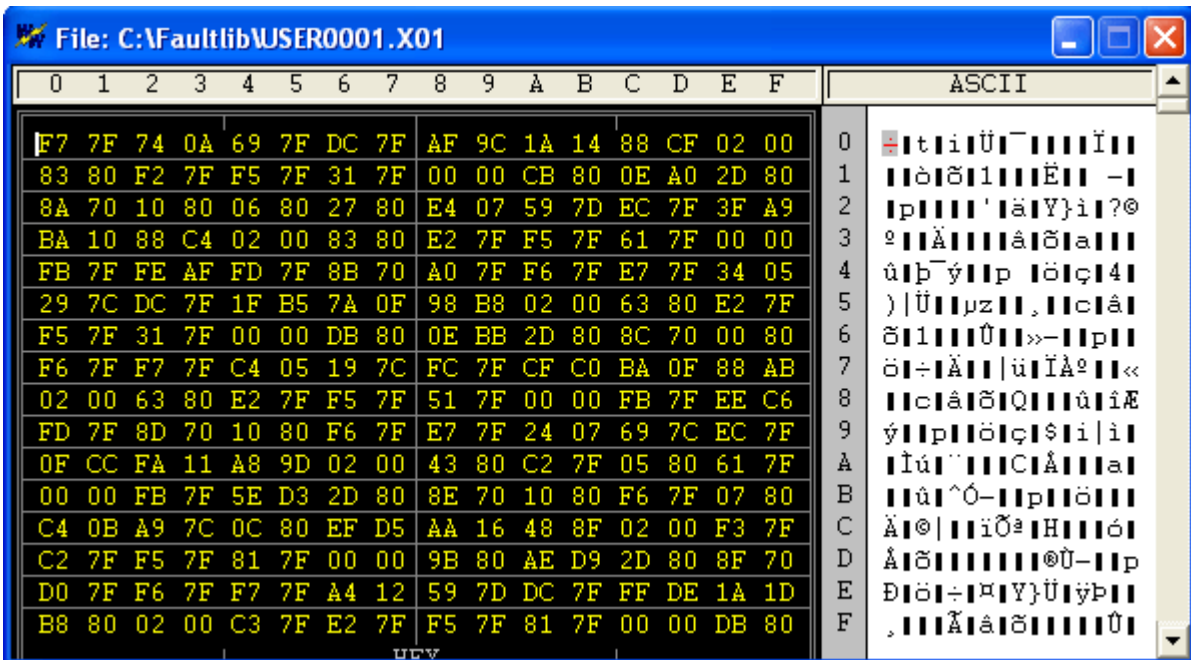 File: C:\Faultlib\USER0001.X01
0 1 2 3 4 5 6 7 8 9 A B C D E F ASCII
F7 7F 74 0A 69 7F DC 7F AF 9C 1A 14 88 CF 02 00 0 ÷▮t▮i▮Ü▮¯▮▮▮▮Ï▮▮
83 80 F2 7F F5 7F 31 7F 00 00 CB 80 0E A0 2D 80 1 ▮▮ò▮õ▮1▮▮▮Ë▮▮ -▮
8A 70 10 80 06 80 27 80 E4 07 59 7D EC 7F 3F A9 2 ▮p▮▮▮▮'▮ä▮Y}ì▮?©
BA 10 88 C4 02 00 83 80 E2 7F F5 7F 61 7F 00 00 3 º▮▮Ä▮▮▮▮â▮õ▮a▮▮▮
FB 7F FE AF FD 7F 8B 70 A0 7F F6 7F E7 7F 34 05 4 û▮þ¯ý▮▮p ▮ö▮ç▮4▮
29 7C DC 7F 1F B5 7A 0F 98 B8 02 00 63 80 E2 7F 5 )|Ü▮▮µz▮▮¸▮▮c▮â▮
F5 7F 31 7F 00 00 DB 80 0E BB 2D 80 8C 70 00 80 6 õ▮1▮▮▮Û▮▮»-▮▮p▮▮
F6 7F F7 7F C4 05 19 7C FC 7F CF C0 BA 0F 88 AB 7 ö▮÷▮Ä▮▮|ü▮ÏÀº▮▮«
02 00 63 80 E2 7F F5 7F 51 7F 00 00 FB 7F EE C6 8 ▮▮c▮â▮õ▮Q▮▮▮û▮îÆ
FD 7F 8D 70 10 80 F6 7F E7 7F 24 07 69 7C EC 7F 9 ý▮▮p▮▮ö▮ç▮$▮i|ì▮
0F CC FA 11 A8 9D 02 00 43 80 C2 7F 05 80 61 7F A ▮Ìú▮¨▮▮▮C▮Â▮▮▮a▮
00 00 FB 7F 5E D3 2D 80 8E 70 10 80 F6 7F 07 80 B ▮▮û▮^Ó-▮▮p▮▮ö▮▮▮
C4 0B A9 7C 0C 80 EF D5 AA 16 48 8F 02 00 F3 7F C Ä▮©|▮▮ïÕª▮H▮▮▮ó▮
C2 7F F5 7F 81 7F 00 00 9B 80 AE D9 2D 80 8F 70 D Â▮õ▮▮▮▮▮▮▮®Ù-▮▮p
D0 7F F6 7F F7 7F A4 12 59 7D DC 7F FF DE 1A 1D E Ð▮ö▮÷▮¤▮Y}Ü▮ÿÞ▮▮
B8 80 02 00 C3 7F E2 7F F5 7F 81 7F 00 00 DB 80 F ¸▮▮▮Ã▮â▮õ▮▮▮▮▮Û▮
HEX